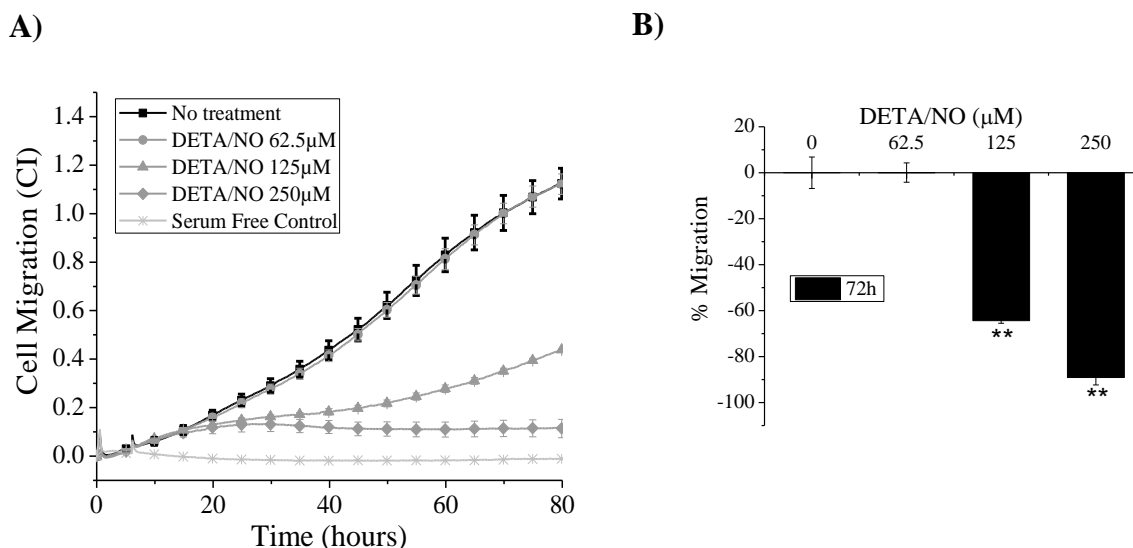 A)
Cell Migration (CI)
1.4
1.2
1.0
0.8
0.6
0.4
0.2
0.0
No treatment
DETA/NO 62.5µM
DETA/NO 125µM
DETA/NO 250µM
Serum Free Control
0 20 40 60 80
Time (hours)
B)
DETA/NO (µM)
0 62.5 125 250
% Migration
20
0
-20
-40
-60
-80
-100
72h
**
**